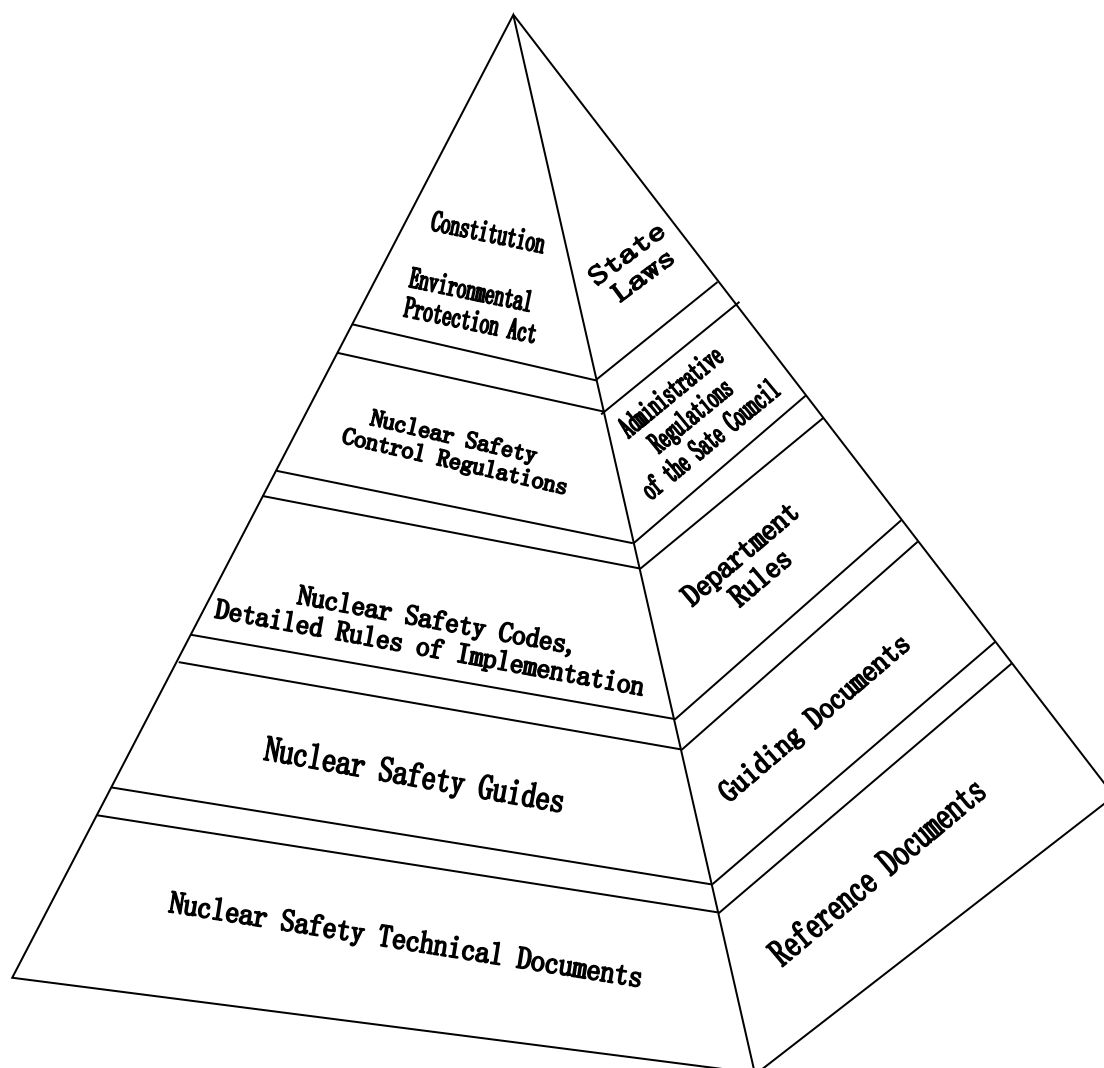 Constitution
Environmental
Protection Act
State
Laws
Nuclear Safety
Control Regulations
Administrative
Regulations
of the Sate Council
Nuclear Safety Codes,
Detailed Rules of Implementation
Department
Rules
Nuclear Safety Guides
Guiding Documents
Nuclear Safety Technical Documents
Reference Documents